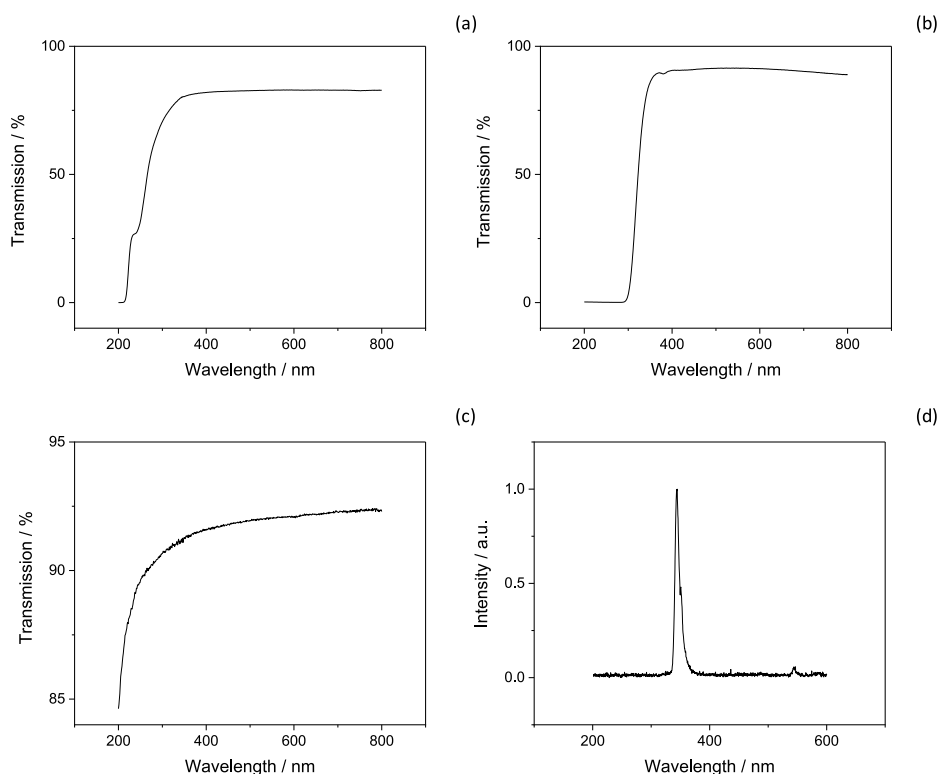 (a)
100
50
0
Transmission / %
200 400 600 800
Wavelength / nm
(b)
100
50
0
Transmission / %
200 400 600 800
Wavelength / nm
(c)
95
90
85
Transmission / %
200 400 600 800
Wavelength / nm
(d)
1.0
0.5
0.0
Intensity / a.u.
200 400 600
Wavelength / nm